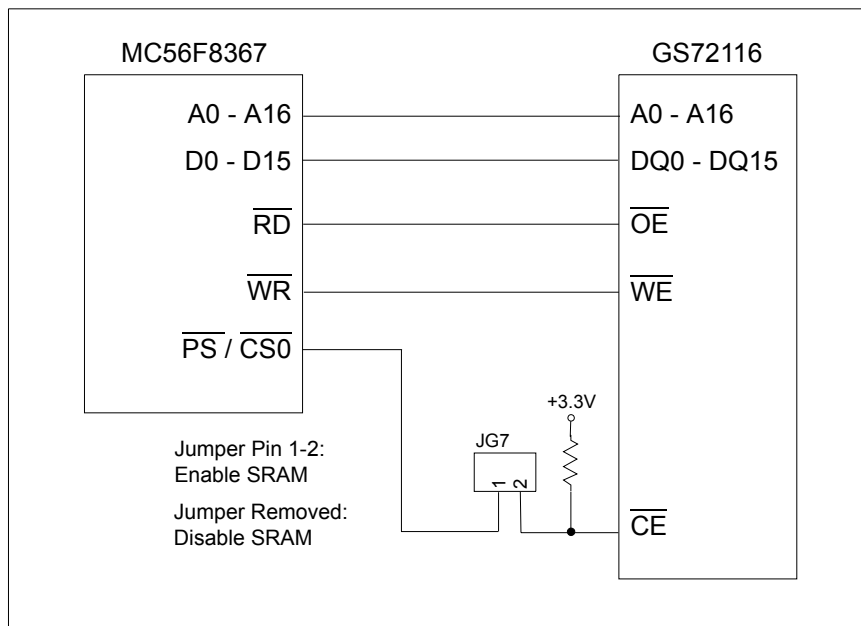 MC56F8367
GS72116
A0 - A16
A0 - A16
D0 - D15
DQ0 - DQ15
RD
OE
WR
WE
PS / CS0
+3.3V
Jumper Pin 1-2:
Enable SRAM
JG7
1
2
Jumper Removed:
Disable SRAM
CE